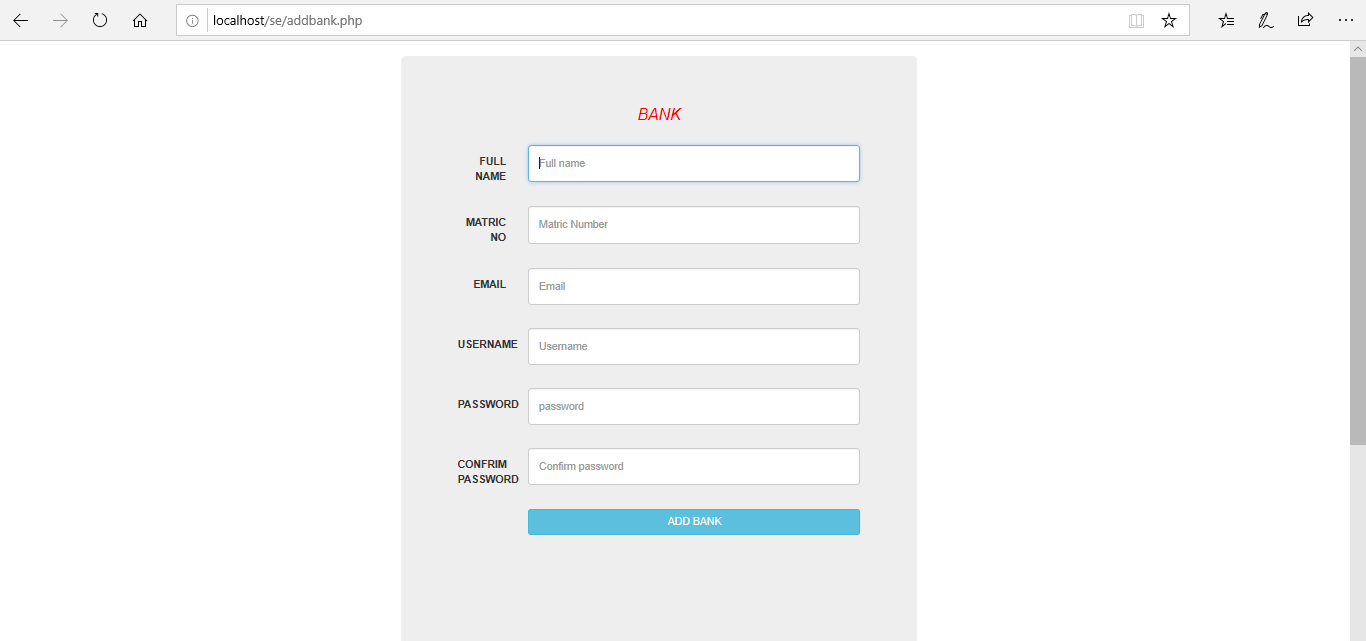 localhost/se/addbank.php
BANK
FULL
NAME
Full name
MATRIC
NO
Matric Number
EMAIL
Email
USERNAME
Username
PASSWORD
password
CONFRIM
PASSWORD
Confirm password
ADD BANK